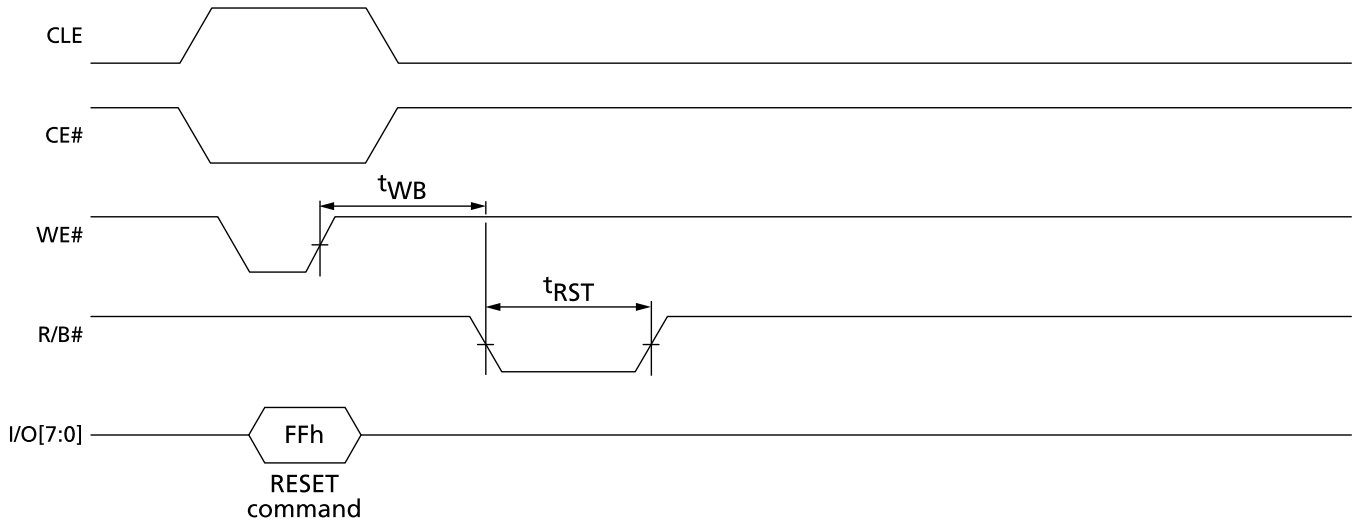 CLE
CE#
tWB
WE#
tRST
R/B#
I/O[7:0]
FFh
RESET
command